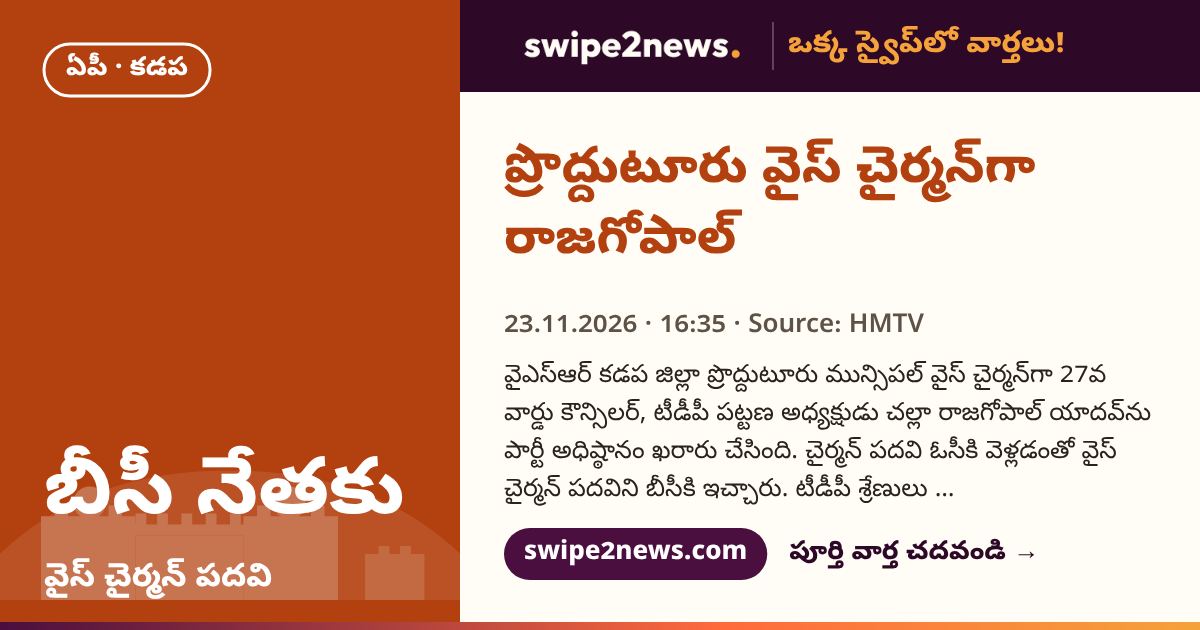 ఏపీ · కడప
బీసీ నేతకు
వైస్ చైర్మన్ పదవి
swipe2news.
ఒక్క స్వైప్‌లో వార్తలు!
ప్రొద్దుటూరు వైస్ చైర్మన్‌గా
రాజగోపాల్
23.11.2026 · 16:35 · Source: HMTV
వైఎస్ఆర్ కడప జిల్లా ప్రొద్దుటూరు మున్సిపల్ వైస్ చైర్మన్‌గా 27వ
వార్డు కౌన్సిలర్, టీడీపీ పట్టణ అధ్యక్షుడు చల్లా రాజగోపాల్ యాదవ్‌ను
పార్టీ అధిష్ఠానం ఖరారు చేసింది. చైర్మన్ పదవి ఓసీకి వెళ్లడంతో వైస్
చైర్మన్ పదవిని బీసీకి ఇచ్చారు. టీడీపీ శ్రేణులు ...
swipe2news.com
పూర్తి వార్త చదవండి →